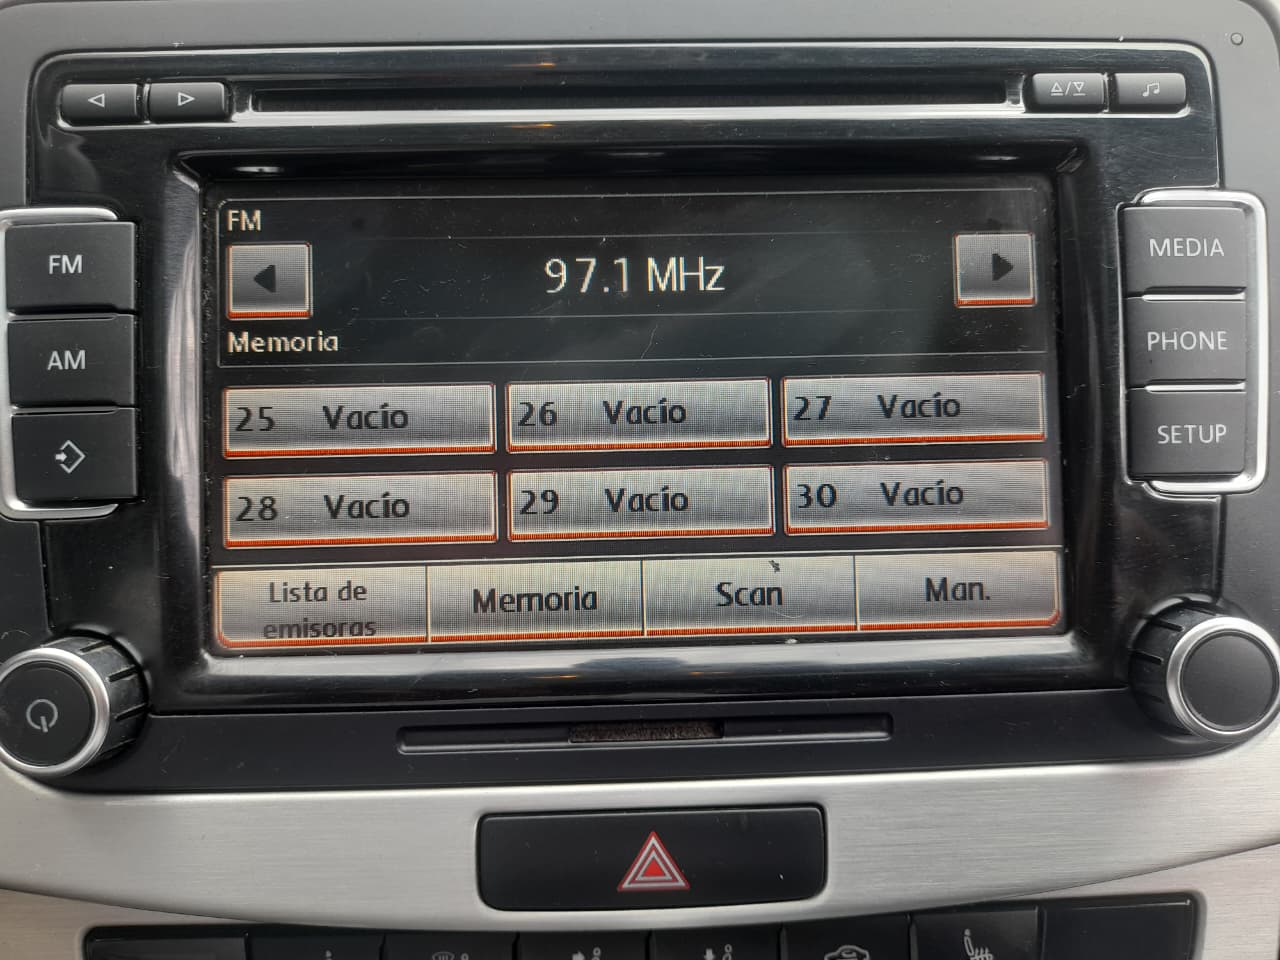 FM
97.1 MHz
Memoria
25 Vacío
26 Vacío
27 Vacío
28 Vacío
29 Vacío
30 Vacío
Lista de
emisoras
Memoria
Scan
Man.
FM
AM
MEDIA
PHONE
SETUP